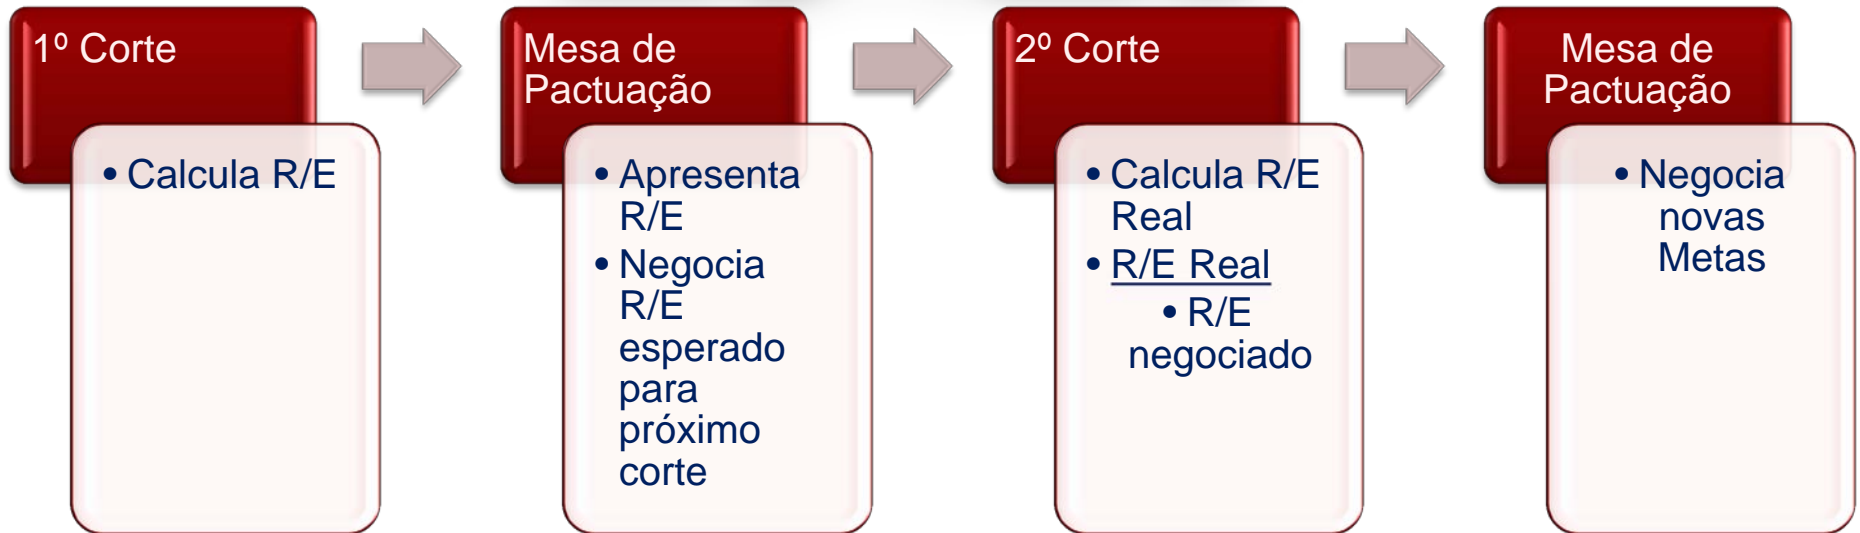 1º Corte
• Calcula R/E
Mesa de
Pactuação
• Apresenta
R/E
• Negocia
R/E
esperado
para
próximo
corte
2º Corte
• Calcula R/E
Real
• R/E Real
• R/E
negociado
Mesa de
Pactuação
• Negocia
novas
Metas